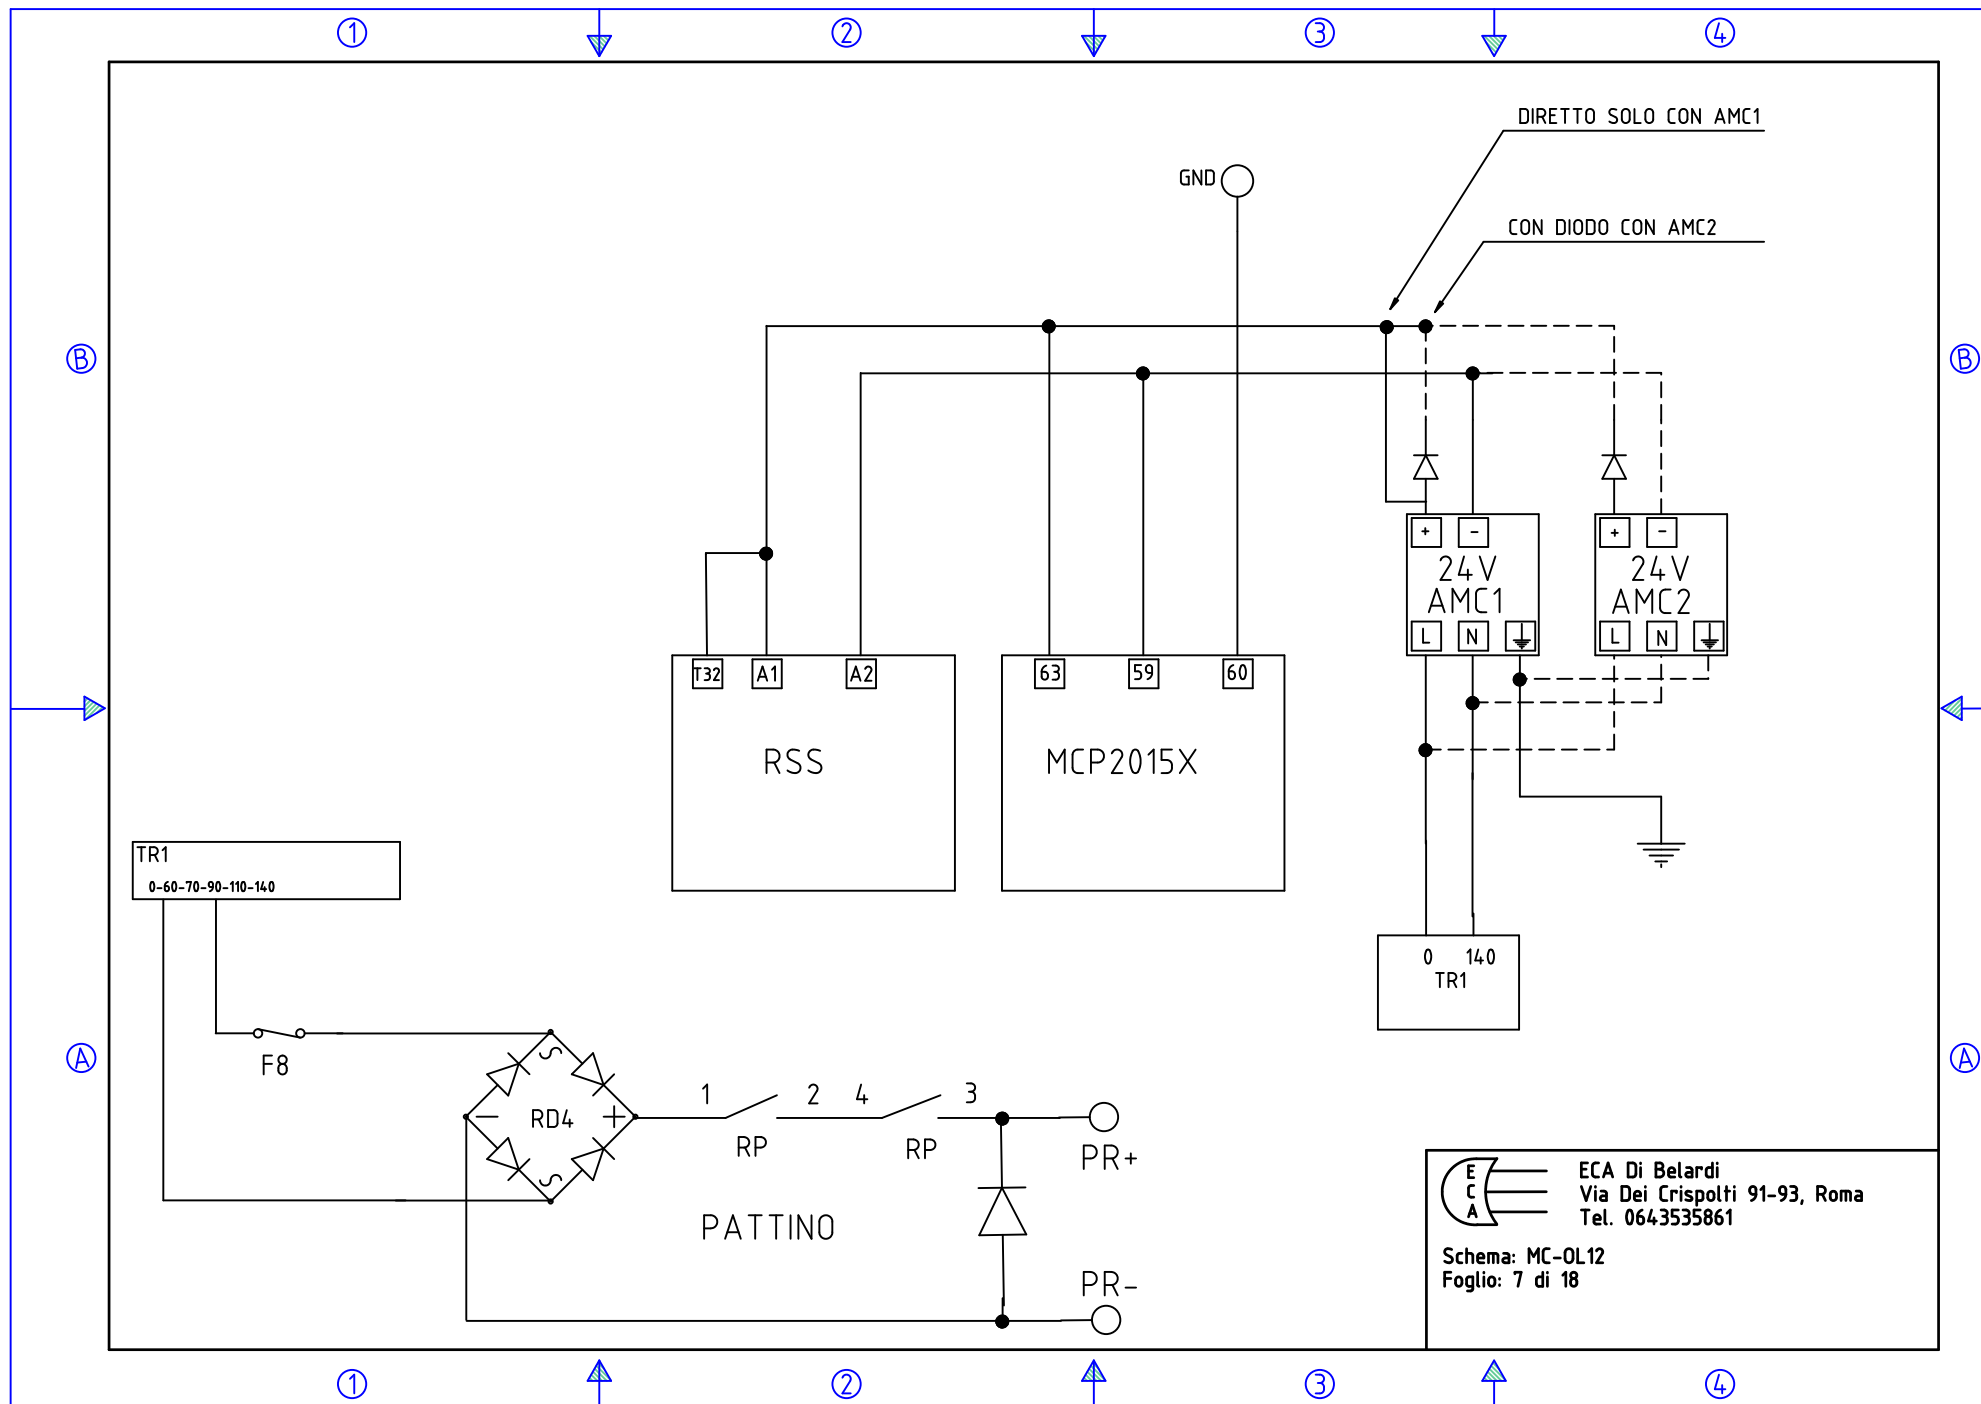 1 2 3 4
DIRETTO SOLO CON AMC1
GND
CON DIODO CON AMC2
B B
+ - + -
24V 24V
AMC1 AMC2
L N L N
T32 A1 A2 63 59 60
RSS MCP2015X
TR1
0-60-70-90-110-140
0 140
TR1
F8
A A
1 2 4 3
RD4
- +
RP RP
PR+
PATTINO
PR-
E
C
A
ECA Di Belardi
Via Dei Crispolti 91-93, Roma
Tel. 0643535861
Schema: MC-OL12
Foglio: 7 di 18
1 2 3 4